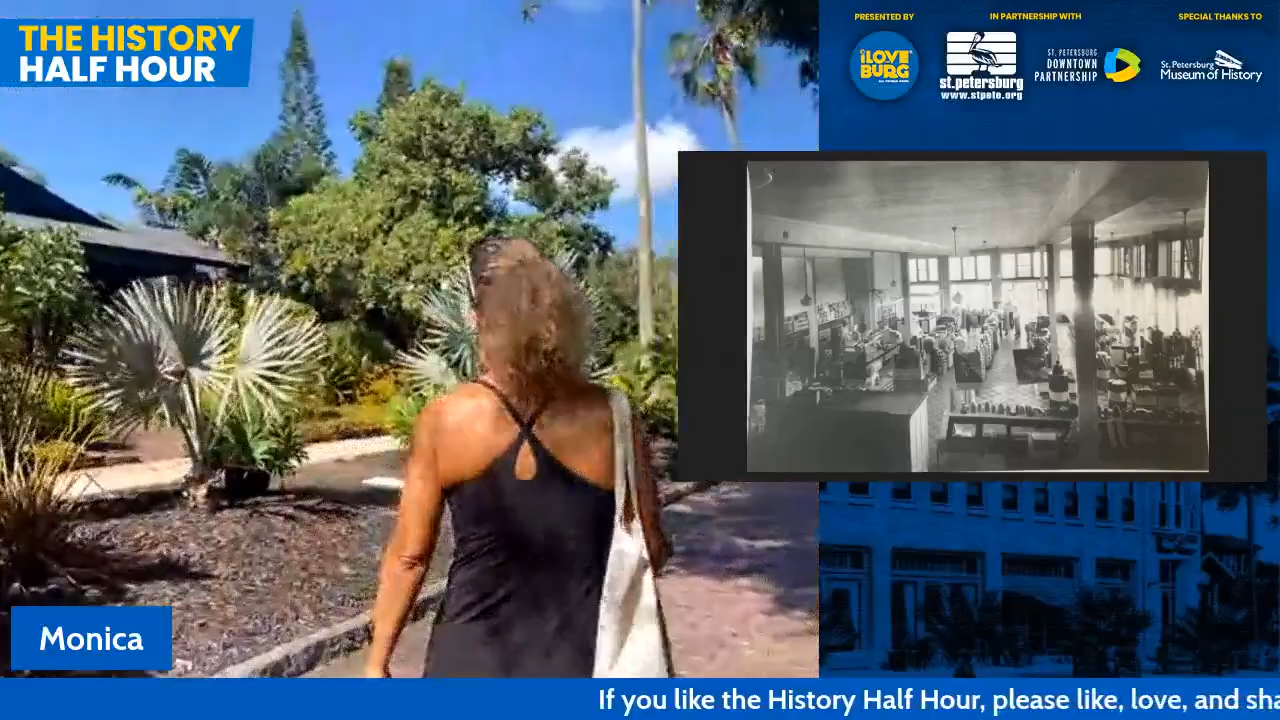 THE HISTORY
HALF HOUR
PRESENTED BY
IN PARTNERSHIP WITH
SPECIAL THANKS TO
iLOVE
BURG
st.petersburg
www.stpete.org
ST. PETERSBURG
DOWNTOWN
PARTNERSHIP
St. Petersburg
Museum of History
Monica
If you like the History Half Hour, please like, love, and sha